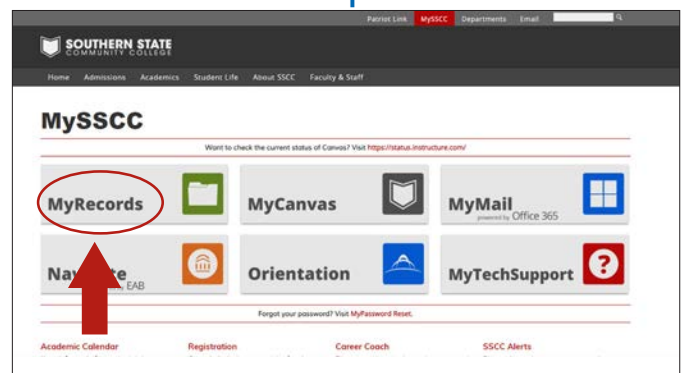 Patriot Link MySSCC Departments Email
SOUTHERN STATE
COMMUNITY COLLEGE
Home Admissions Academics Student Life About SSCC Faculty & Staff
MySSCC
Want to check the current status of Canvas? Visit https://status.instructure.com/
MyRecords
MyCanvas
MyMail
powered by Office 365
EAB
Orientation
MyTechSupport
Forgot your password? Visit MyPassword Reset.
Academic Calendar Registration Career Coach SSCC Alerts